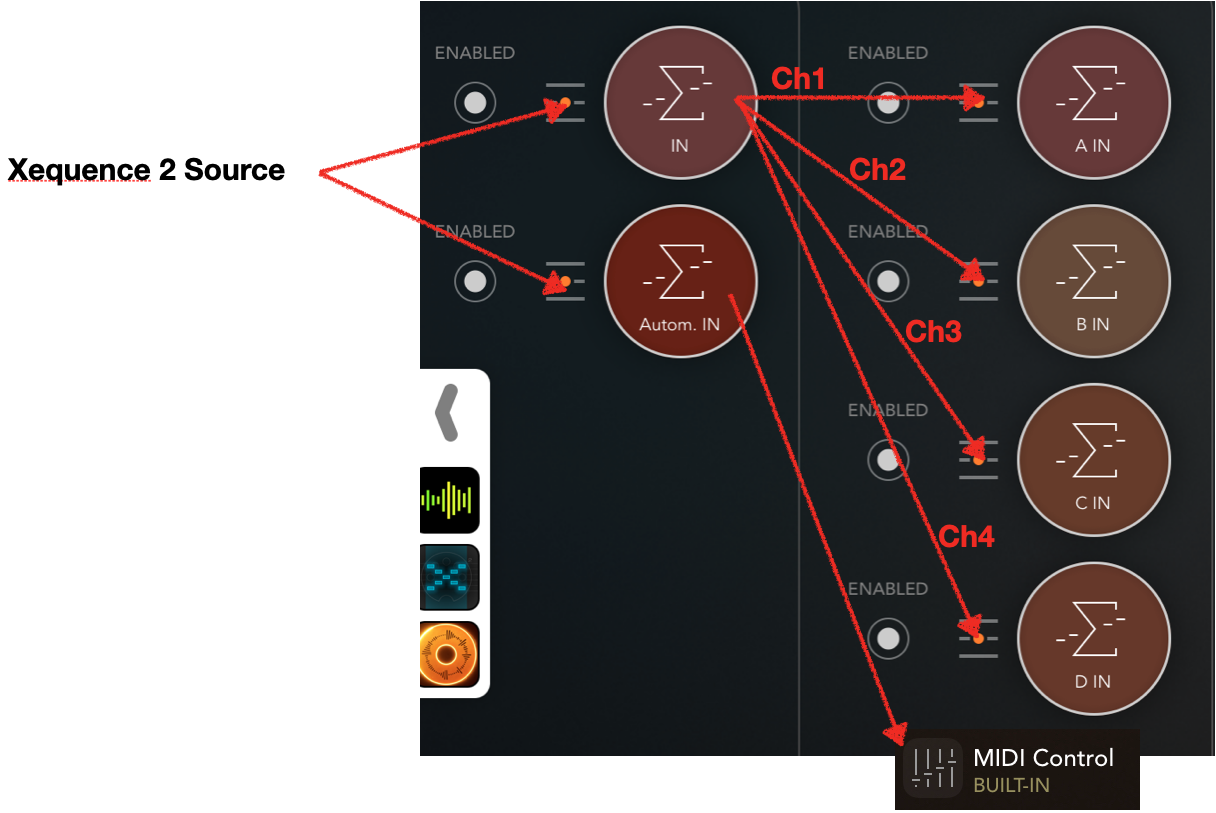 ENABLED
IN
Ch1
ENABLED
A IN
Xequence 2 Source
ENABLED
Autom. IN
Ch2
ENABLED
B IN
Ch3
ENABLED
C IN
Ch4
ENABLED
D IN
MIDI Control
BUILT-IN